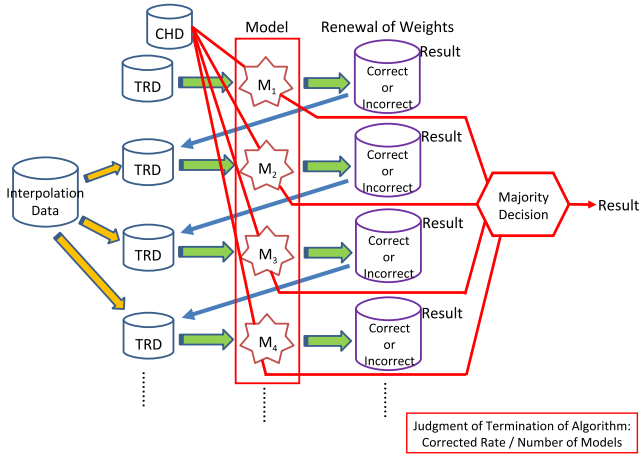 CHD
Model
Renewal of Weights
TRD
M1
Correct
or
Incorrect
Result
TRD
M2
Correct
or
Incorrect
Result
Interpolation
Data
Majority
Decision
Result
TRD
M3
Correct
or
Incorrect
Result
TRD
M4
Correct
or
Incorrect
Result
Judgment of Termination of Algorithm:
Corrected Rate / Number of Models